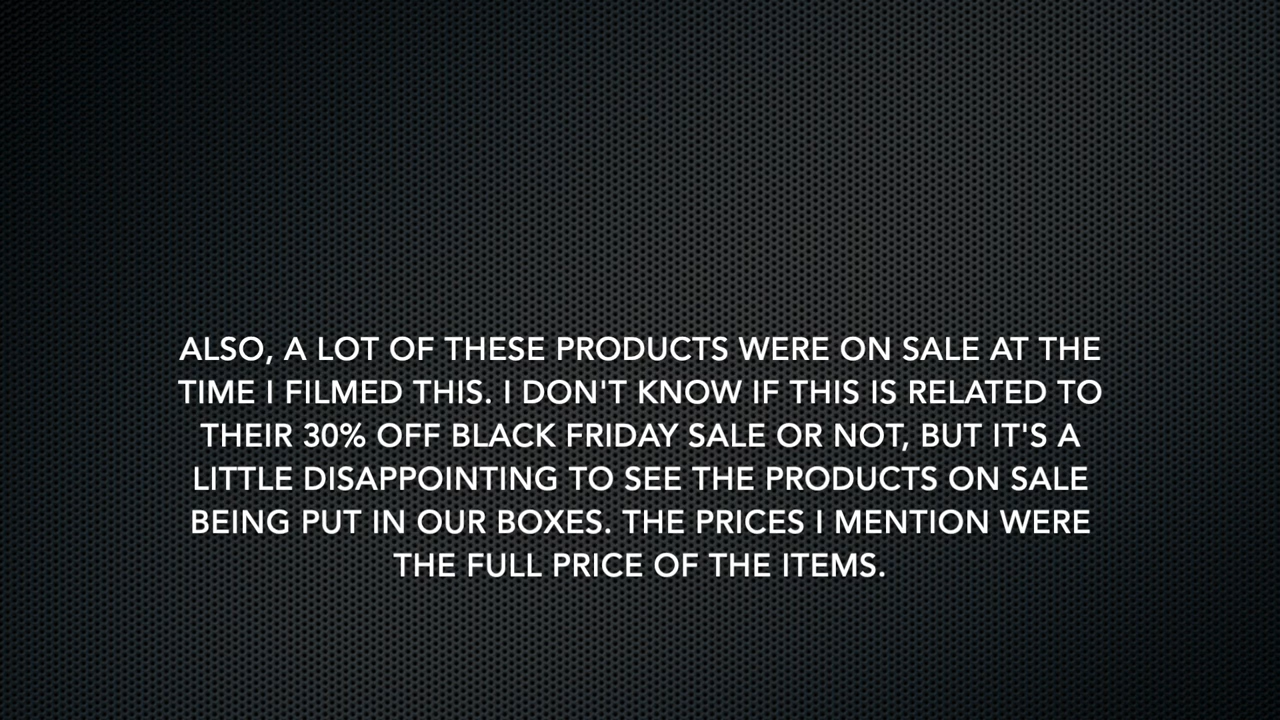 ALSO, A LOT OF THESE PRODUCTS WERE ON SALE AT THE
TIME I FILMED THIS. I DON'T KNOW IF THIS IS RELATED TO
THEIR 30% OFF BLACK FRIDAY SALE OR NOT, BUT IT'S A
LITTLE DISAPPOINTING TO SEE THE PRODUCTS ON SALE
BEING PUT IN OUR BOXES. THE PRICES I MENTION WERE
THE FULL PRICE OF THE ITEMS.